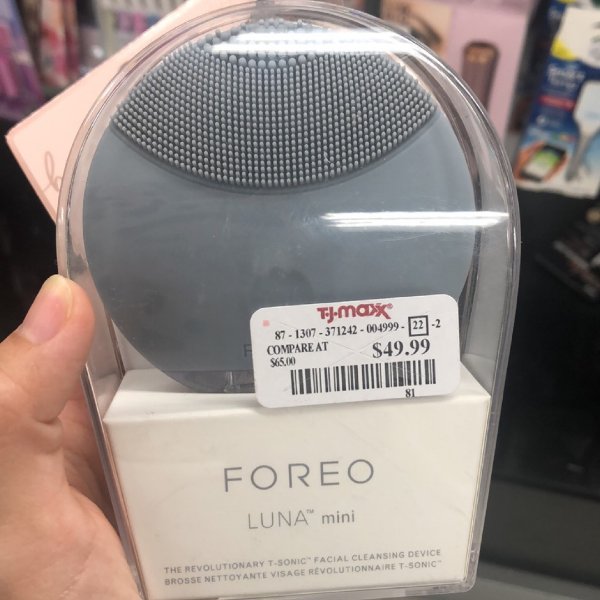 T·J·maxx
87 - 1307 - 371242 - 004999 - 22 -2
COMPARE AT $49.99
$65.00
81
FOREO
LUNA™ mini
THE REVOLUTIONARY T-SONIC™ FACIAL CLEANSING DEVICE
BROSSE NETTOYANTE VISAGE RÉVOLUTIONNAIRE T-SONIC™